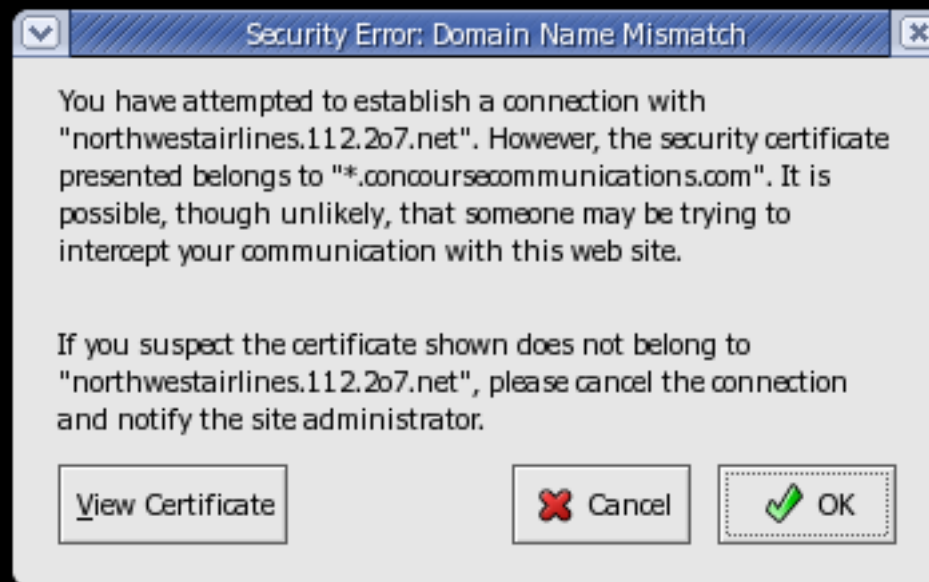 Security Error: Domain Name Mismatch
You have attempted to establish a connection with
"northwestairlines.112.2o7.net". However, the security certificate
presented belongs to "*.concoursecommunications.com". It is
possible, though unlikely, that someone may be trying to
intercept your communication with this web site.
If you suspect the certificate shown does not belong to
"northwestairlines.112.2o7.net", please cancel the connection
and notify the site administrator.
View Certificate
Cancel
OK